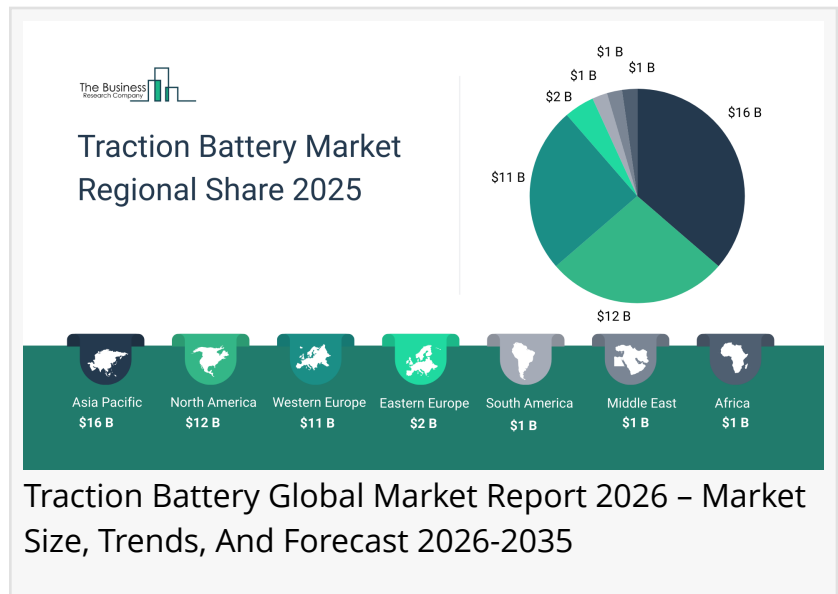 The Business
Research Company
Traction Battery Market
Regional Share 2025
$1 B
$1 B
$1 B
$2 B
$16 B
$11 B
$12 B
Asia Pacific
$16 B
North America
$12 B
Western Europe
$11 B
Eastern Europe
$2 B
South America
$1 B
Middle East
$1 B
Africa
$1 B
Traction Battery Global Market Report 2026 – Market
Size, Trends, And Forecast 2026-2035